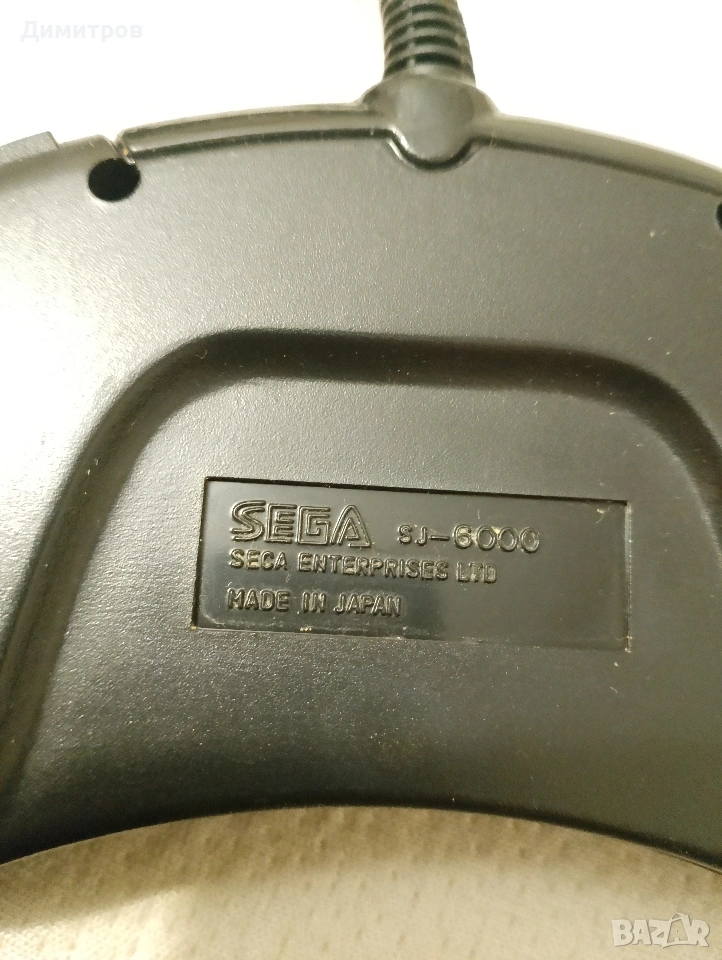 Димитров
SEGA SJ-6000
SEGA ENTERPRISES LTD
MADE IN JAPAN
BAZAR